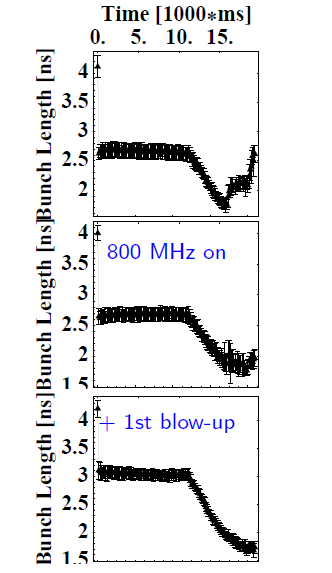 Time [1000*ms]
0. 5. 10. 15.
Bunch Length [ns]
4
3.5
3
2.5
2
800 MHz on
Bunch Length [ns]
4
3.5
3
2.5
2
1 5
+ 1st blow-up
Bunch Length [ns]
4
3.5
3
2.5
2
1.5